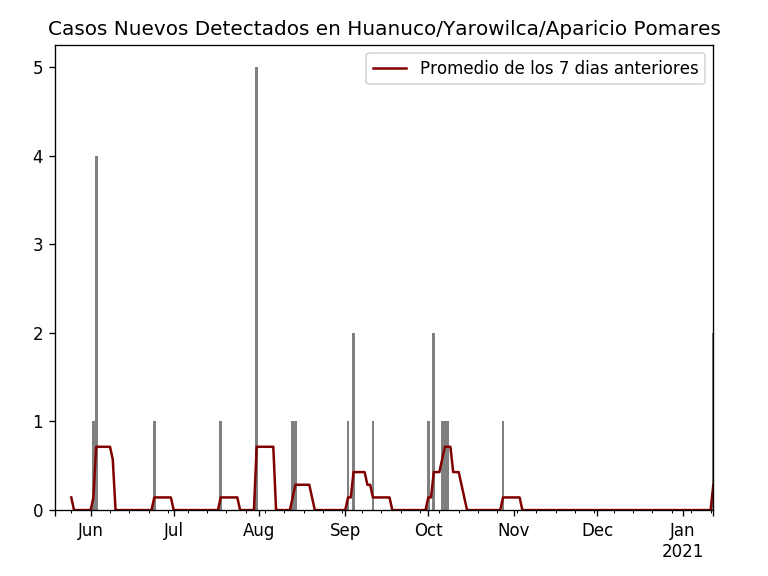 Casos Nuevos Detectados en Huanuco/Yarowilca/Aparicio Pomares
Promedio de los 7 dias anteriores
5
4
3
2
1
0
Jun Jul Aug Sep Oct Nov Dec Jan
2021